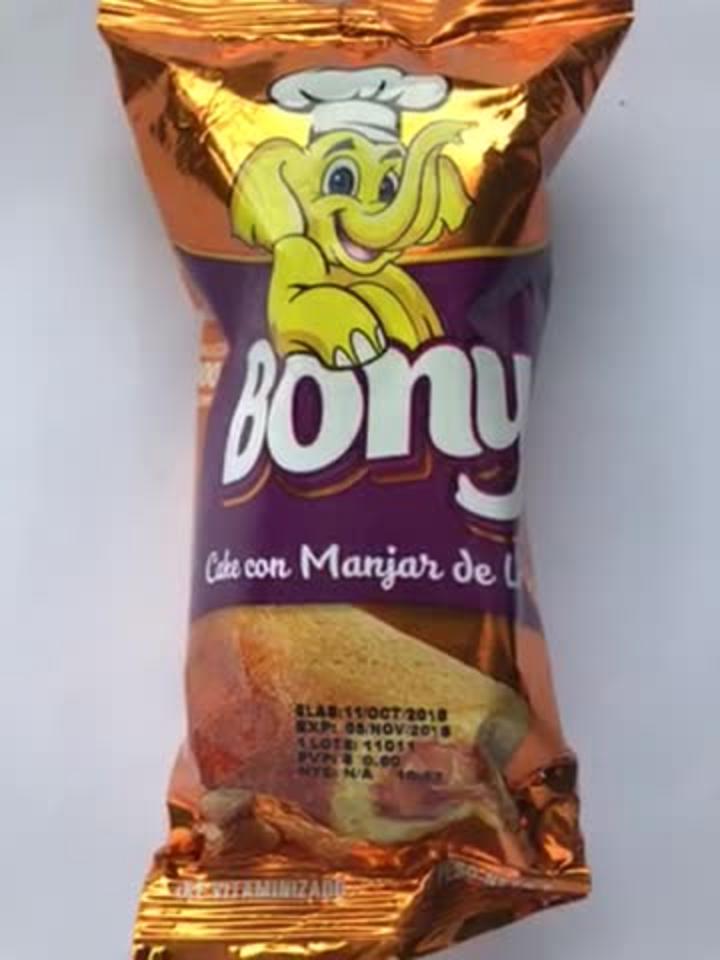 Bony
Cake con Manjar de L
ELAB:11/OCT/2018
EXP: 05/NOV/2018
LOTE: 11011
PVP: $ 0.60
NTE: N/A
VITAMINIZADO